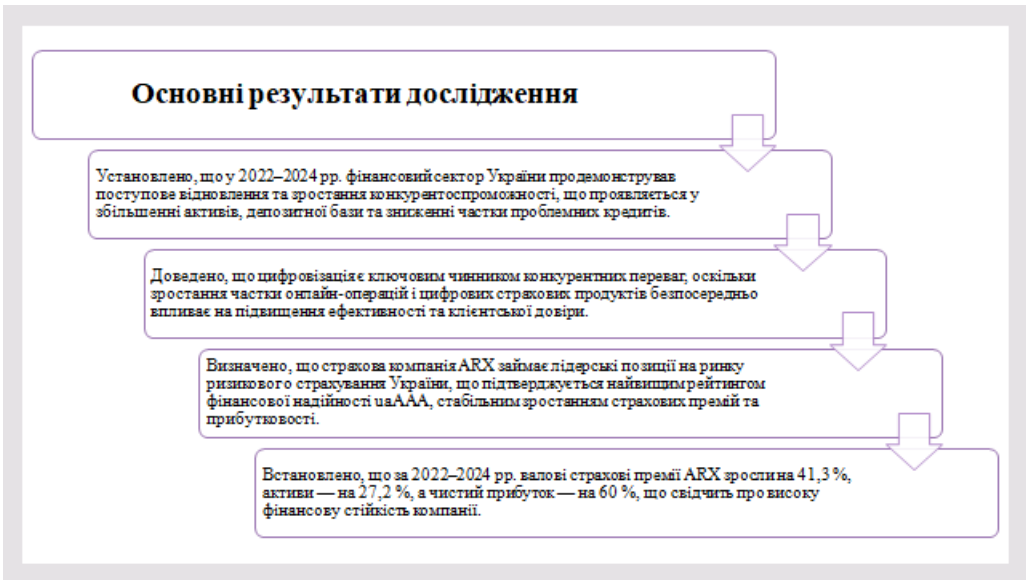 Основні результати дослідження
Установлено, що у 2022–2024 рр. фінансовий сектор України продемонстрував
поступове відновлення та зростання конкурентоспроможності, що проявляється у
збільшенні активів, депозитної бази та зниженні частки проблемних кредитів.
Доведено, що цифровізація є ключовим чинником конкурентних переваг, оскільки
зростання частки онлайн-операцій і цифрових страхових продуктів безпосередньо
впливає на підвищення ефективності та клієнтської довіри.
Визначено, що страхова компанія ARX займає лідерські позиції на ринку
ризикового страхування України, що підтверджується найвищим рейтингом
фінансової надійності uaAAA, стабільним зростанням страхових премій та
прибутковості.
Встановлено, що за 2022–2024 рр. валові страхові премії ARX зросли на 41,3 %,
активи — на 27,2 %, а чистий прибуток — на 60 %, що свідчить про високу
фінансову стійкість компанії.